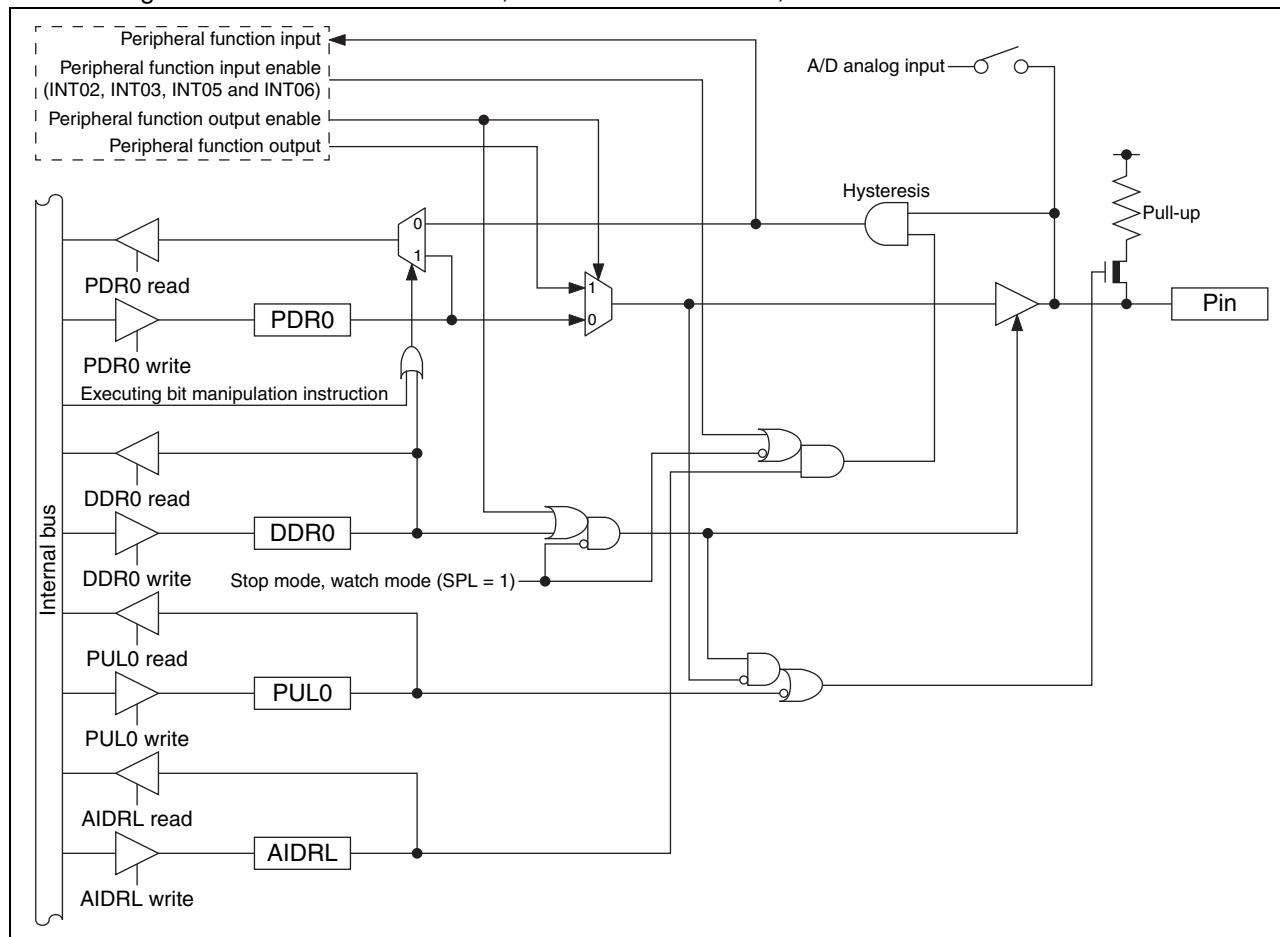 Peripheral function input
Peripheral function input enable
(INT02, INT03, INT05 and INT06)
Peripheral function output enable
Peripheral function output
A/D analog input
Hysteresis
Pull-up
0
1
PDR0 read
1
0
PDR0
Pin
PDR0 write
Executing bit manipulation instruction
DDR0 read
DDR0
DDR0 write
Stop mode, watch mode (SPL = 1)
Internal bus
PUL0 read
PUL0
PUL0 write
AIDRL read
AIDRL
AIDRL write